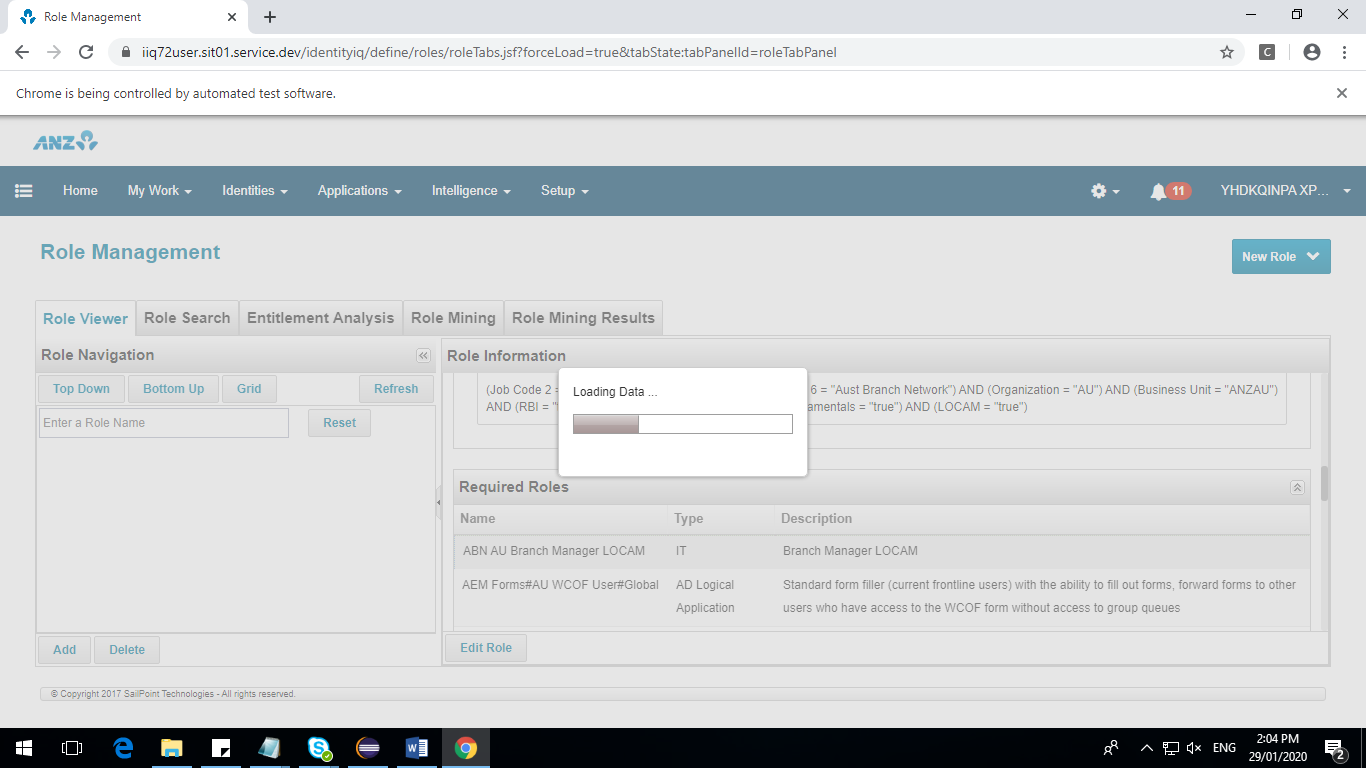 Role Management
iiq72user.sit01.service.dev/identityiq/define/roles/roleTabs.jsf?forceLoad=true&tabState:tabPanelId=roleTabPanel
C
Chrome is being controlled by automated test software.
ANZ
Home My Work Identities Applications Intelligence Setup 11 YHDKQINPA XP...
Role Management
New Role
Role Viewer Role Search Entitlement Analysis Role Mining Role Mining Results
Role Navigation
Role Information
Top Down Bottom Up Grid Refresh
Enter a Role Name Reset
(Job Code 2 = 6 = "Aust Branch Network") AND (Organization = "AU") AND (Business Unit = "ANZAU")
AND (RBI = " "true") AND (LOCAM = "true")
Loading Data ...
Required Roles
Name Type Description
ABN AU Branch Manager LOCAM IT Branch Manager LOCAM
AEM Forms#AU WCOF User#Global AD Logical Standard form filler (current frontline users) with the ability to fill out forms, forward forms to other
Application users who have access to the WCOF form without access to group queues
Add Delete
Edit Role
© Copyright 2017 SailPoint Technologies - All rights reserved.
ENG
2:04 PM
29/01/2020
2